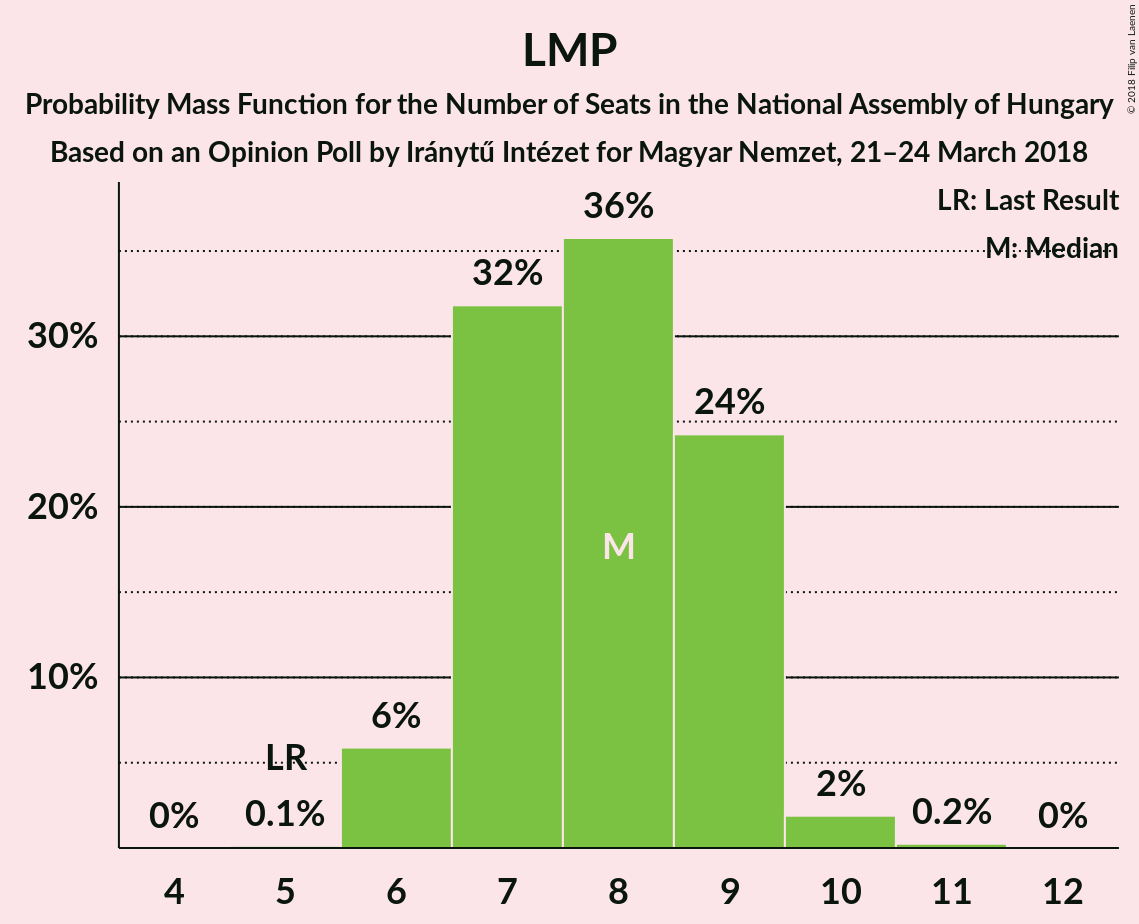 LMP
Probability Mass Function for the Number of Seats in the National Assembly of Hungary
Based on an Opinion Poll by Iránytű Intézet for Magyar Nemzet, 21–24 March 2018
© 2018 Filip van Laenen
LR: Last Result
M: Median
30%
20%
10%
0%
LR
0.1%
6%
32%
36%
M
24%
2%
0.2%
0%
4 5 6 7 8 9 10 11 12